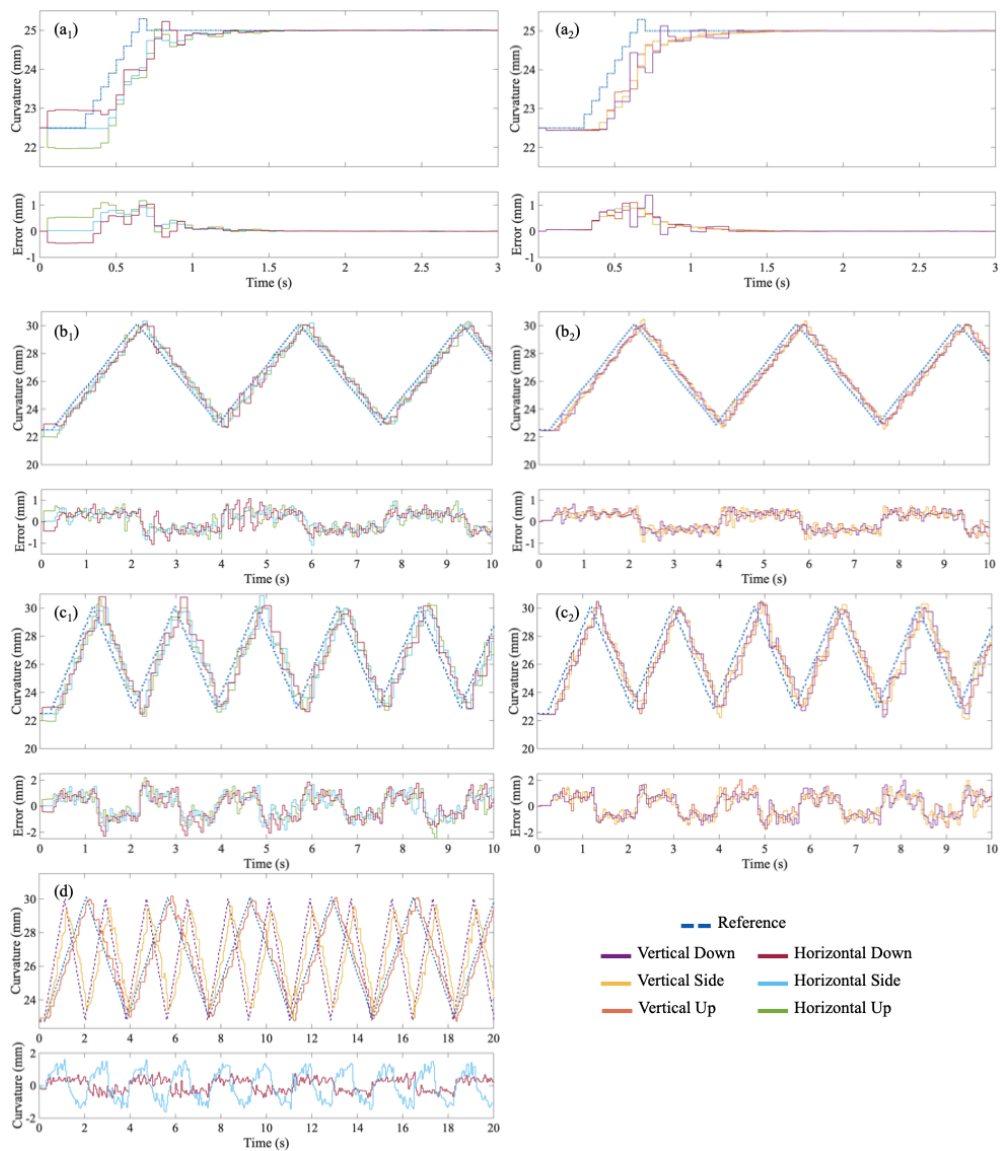 (a1)
25
24
23
22
Curvature (mm)
1
0
-1
Error (mm)
0 0.5 1 1.5 2 2.5 3
Time (s)
(a2)
25
24
23
22
Curvature (mm)
1
0
-1
Error (mm)
0 0.5 1 1.5 2 2.5 3
Time (s)
(b1)
30
28
26
24
22
20
Curvature (mm)
1
0
-1
Error (mm)
0 1 2 3 4 5 6 7 8 9 10
Time (s)
(b2)
30
28
26
24
22
20
Curvature (mm)
1
0
-1
Error (mm)
0 1 2 3 4 5 6 7 8 9 10
Time (s)
(c1)
30
28
26
24
22
20
Curvature (mm)
2
0
-2
Error (mm)
0 1 2 3 4 5 6 7 8 9 10
Time (s)
(c2)
30
28
26
24
22
20
Curvature (mm)
2
0
-2
Error (mm)
0 1 2 3 4 5 6 7 8 9 10
Time (s)
(d)
30
28
26
24
Curvature (mm)
2
0
-2
Curvature (mm)
0 2 4 6 8 10 12 14 16 18 20
Time (s)
Reference
Vertical Down Horizontal Down
Vertical Side Horizontal Side
Vertical Up Horizontal Up